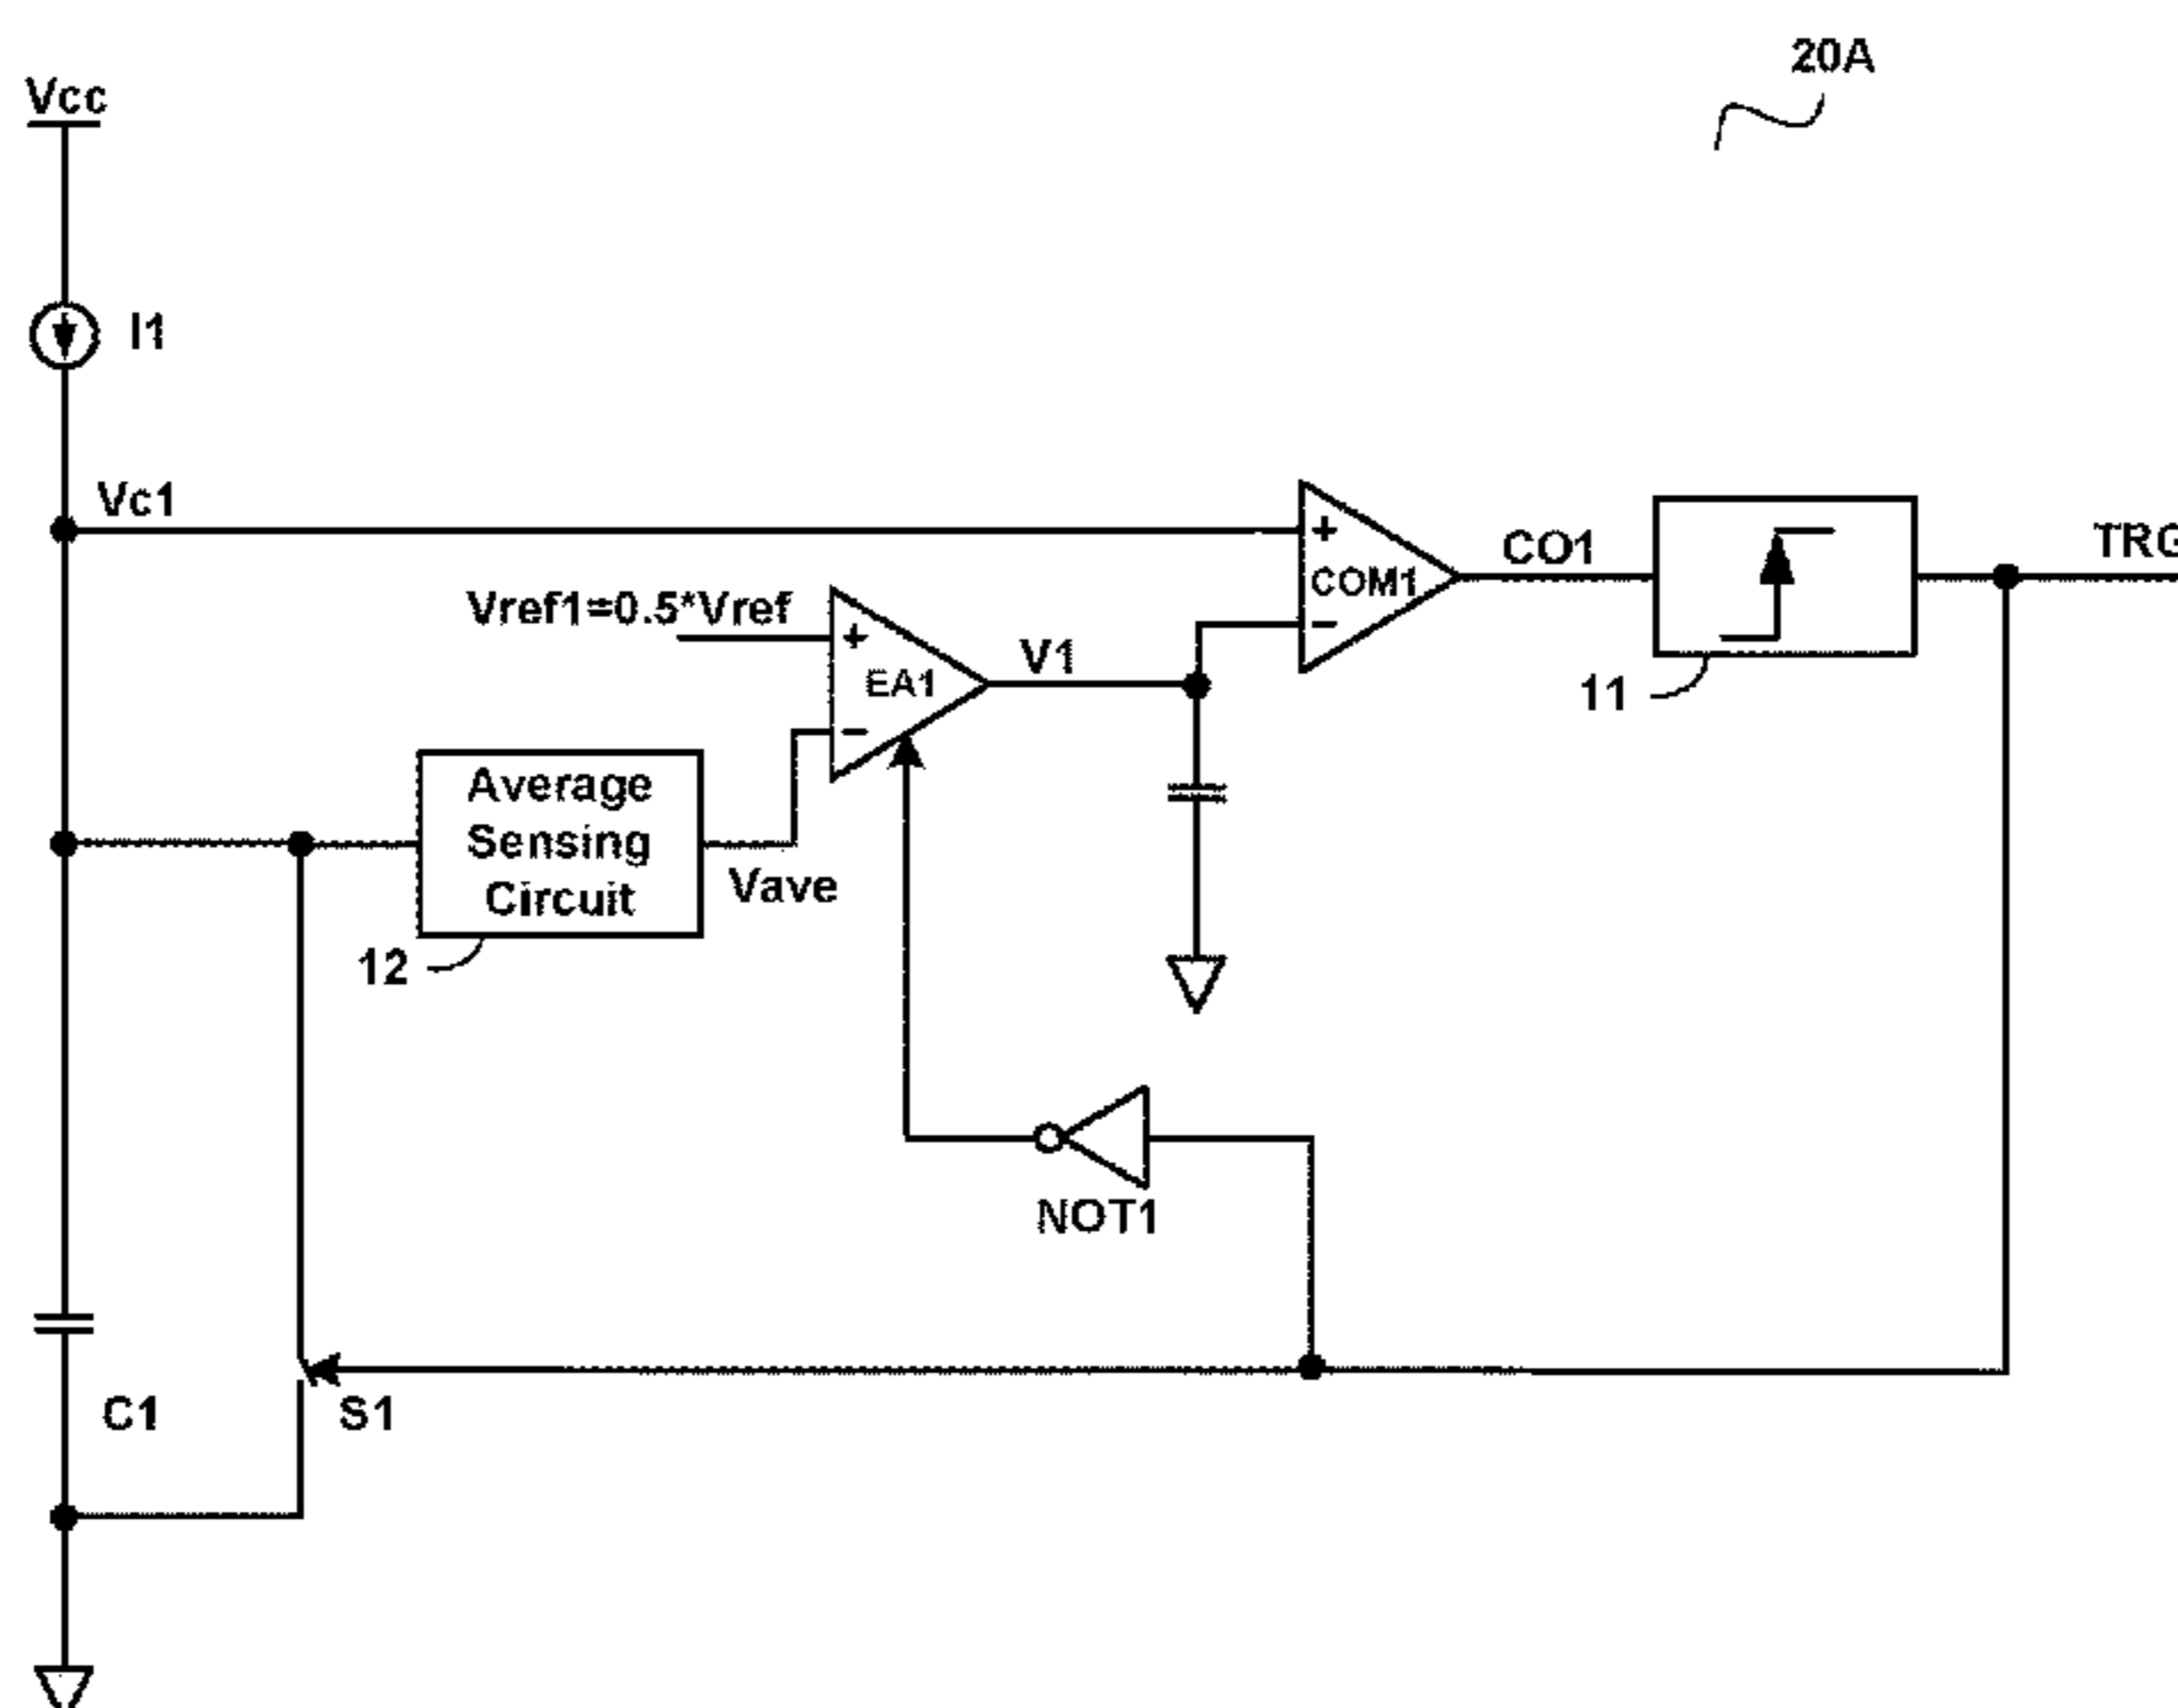 20A
Vcc
I1
Vc1
+
COM1
−
CO1
TRG
Vref1=0.5*Vref
+
EA1
−
V1
11
Average
Sensing
Circuit
Vave
12
NOT1
C1
S1